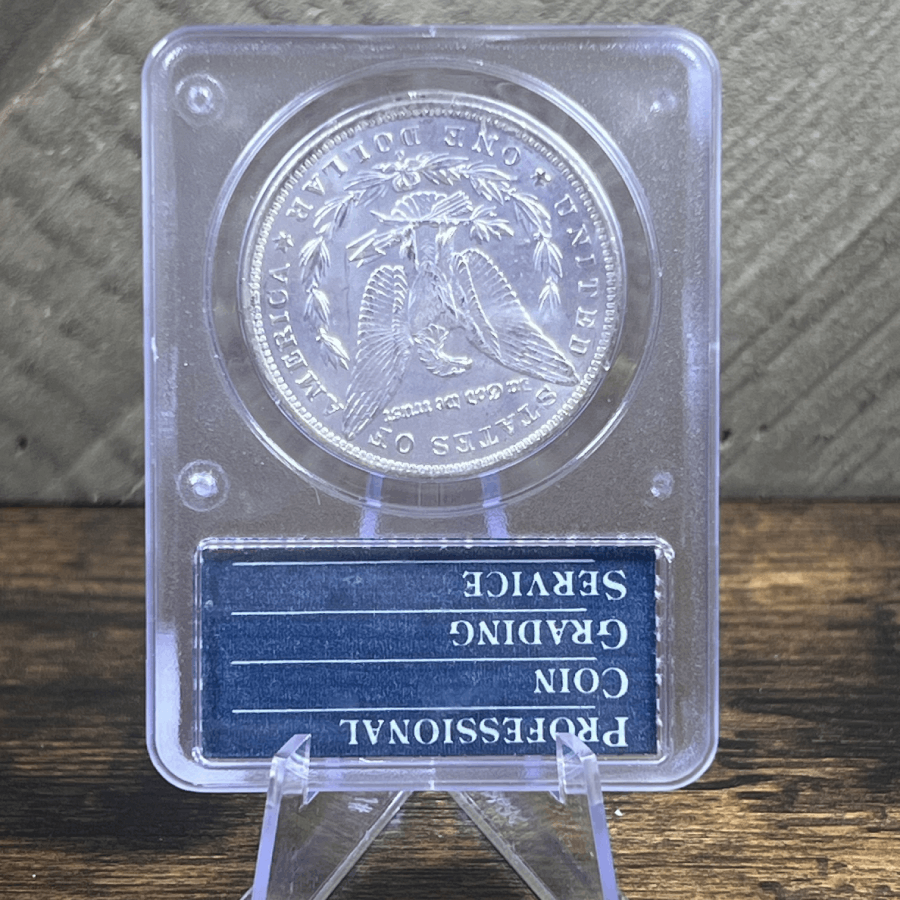 UNITED STATES OF AMERICA
In God we trust
ONE DOLLAR
PROFESSIONAL
COIN
GRADING
SERVICE